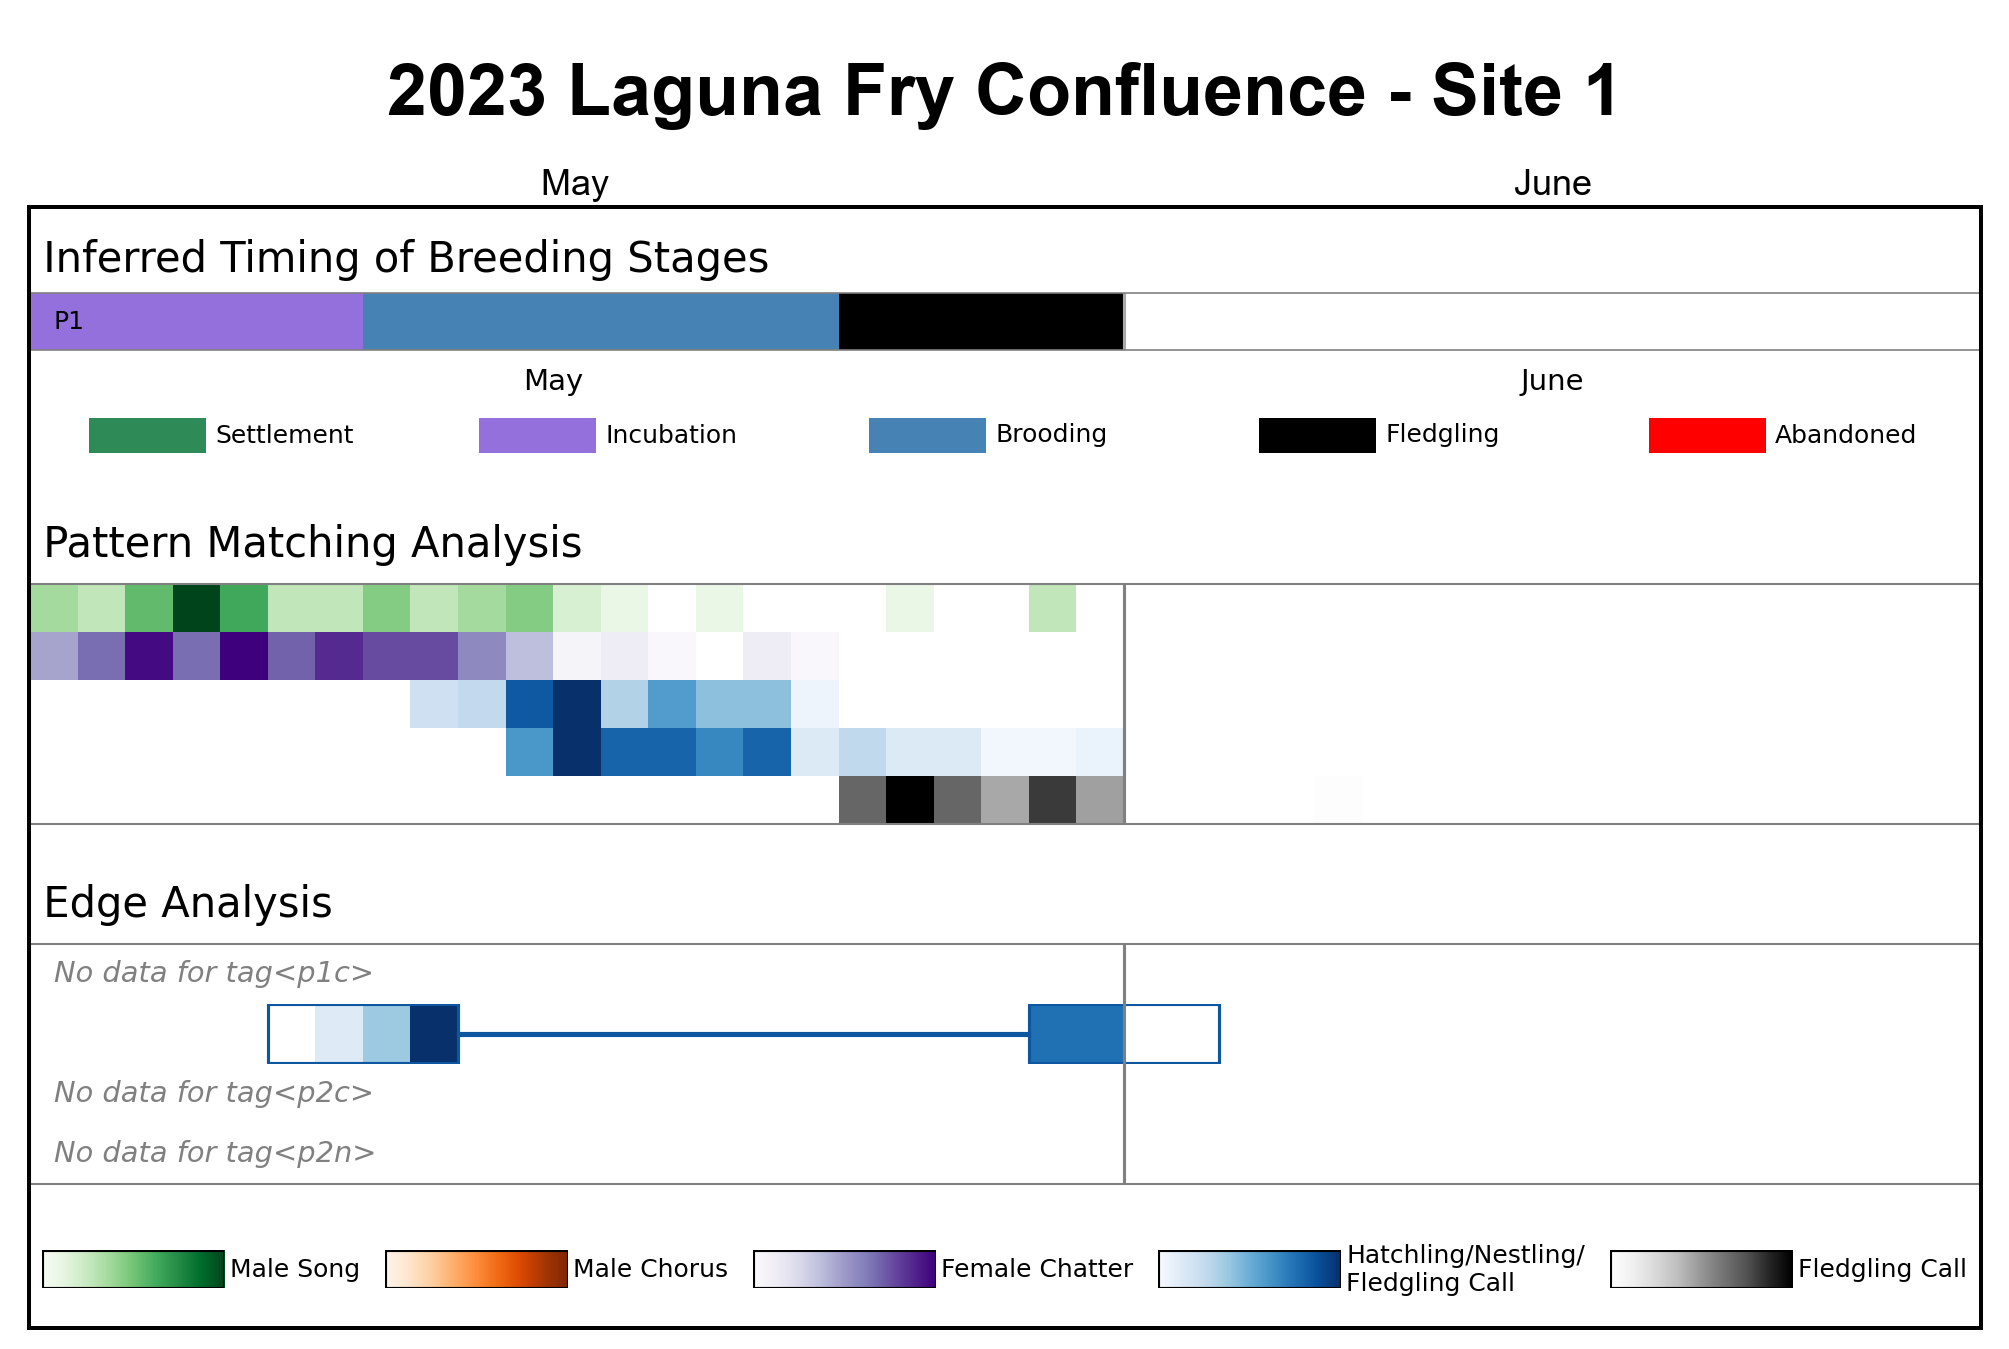 2023 Laguna Fry Confluence - Site 1
May June
Inferred Timing of Breeding Stages
P1
May June
Settlement Incubation Brooding Fledgling Abandoned
Pattern Matching Analysis
Edge Analysis
No data for tag<p1c>
No data for tag<p2c>
No data for tag<p2n>
Male Song Male Chorus Female Chatter Hatchling/Nestling/
Fledgling Call Fledgling Call